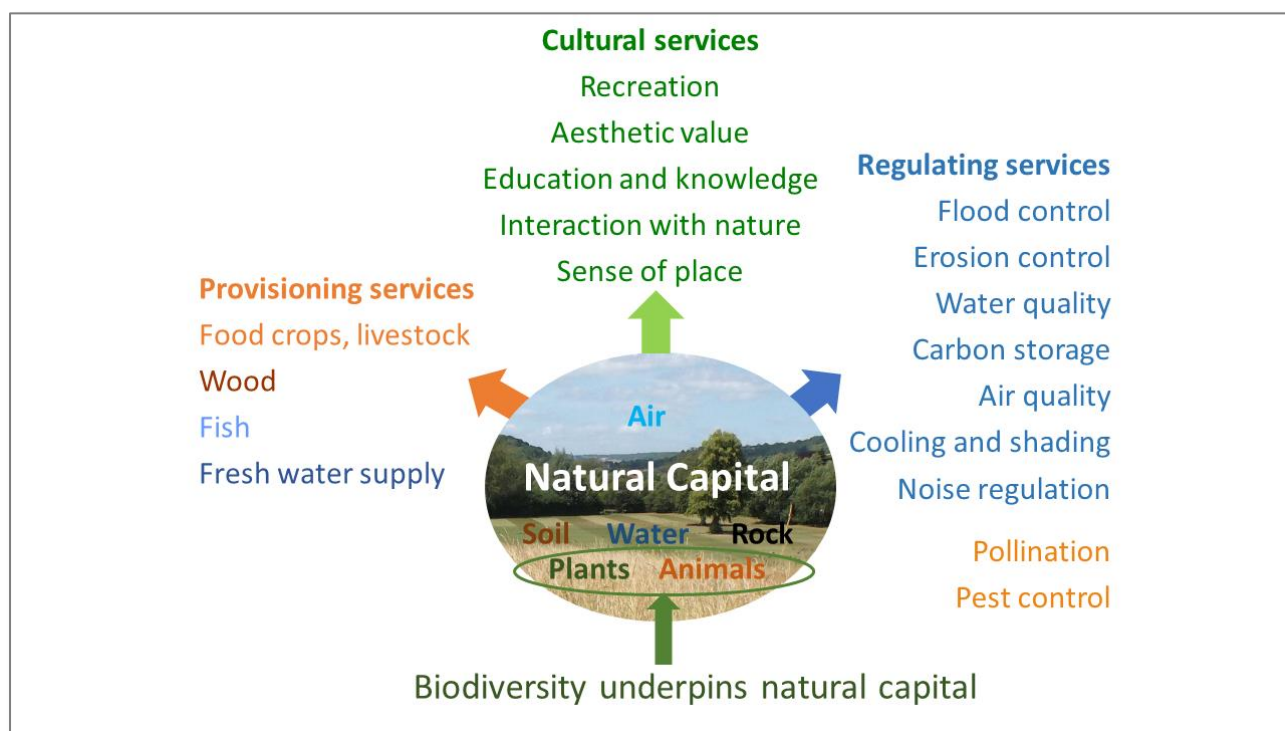 Cultural services
Recreation
Aesthetic value
Education and knowledge
Interaction with nature
Sense of place
Provisioning services
Food crops, livestock
Wood
Fish
Fresh water supply
Regulating services
Flood control
Erosion control
Water quality
Carbon storage
Air quality
Cooling and shading
Noise regulation
Pollination
Pest control
Air
Natural Capital
Soil Water Rock
Plants Animals
Biodiversity underpins natural capital